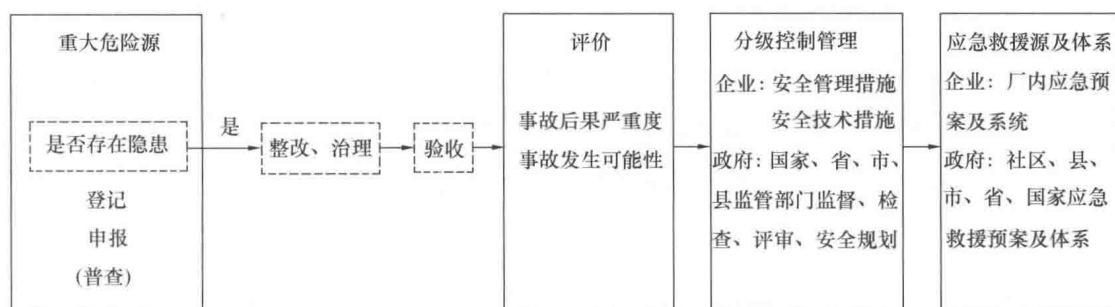 重大危险源
是否存在隐患
登记
申报
(普查)
是
整改、治理
验收
评价
事故后果严重度
事故发生可能性
分级控制管理
企业：安全管理措施
安全技术措施
政府：国家、省、市、
县监管部门监督、检
查、评审、安全规划
应急救援源及体系
企业：厂内应急预
案及系统
政府：社区、县、
市、省、国家应急
救援预案及体系